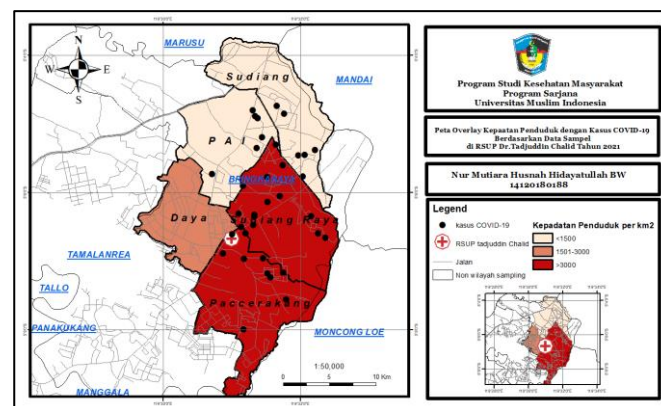 MARUSU
N
W E
S
Sudiang
MANDAI
PAI
BIRINGKANAYA
Daya
Sudiang Raya
TAMALANREA
TALLO
Paccerakang
PANAKUKANG
MONCONG LOE
MANGGALA
1:50,000
0 5 10 Km
Program Studi Kesehatan Masyarakat
Program Sarjana
Universitas Muslim Indonesia
Peta Overlay Kepaatan Penduduk dengan Kasus COVID-19
Berdasarkan Data Sampel
di RSUP Dr.Tadjuddin Chalid Tahun 2021
Nur Mutiara Husnah Hidayatullah BW
14120180188
Legend
kasus COVID-19
RSUP tadjuddin Chalid
Jalan
Non wilayah sampling
Kepadatan Penduduk per km2
<1500
1501-3000
>3000